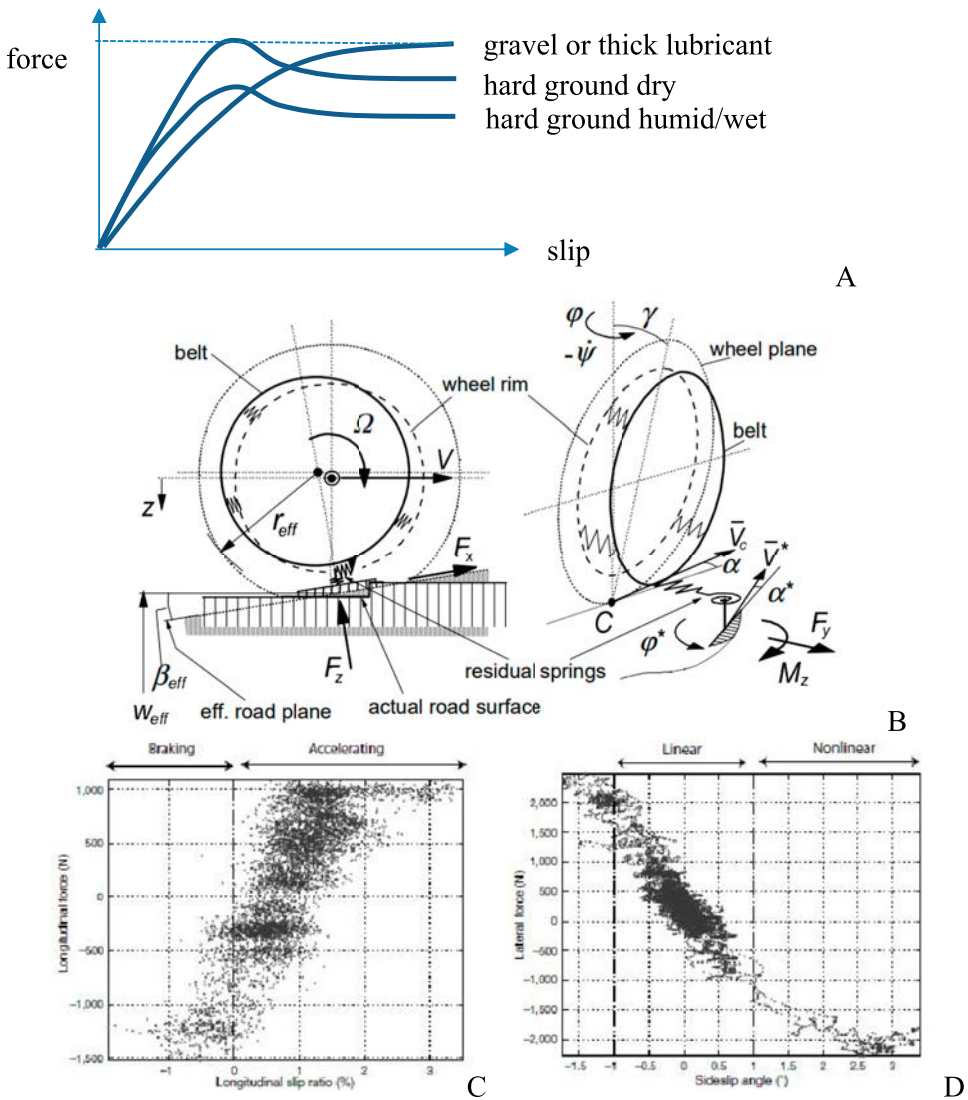 force
gravel or thick lubricant
hard ground dry
hard ground humid/wet
slip
A
belt
wheel rim
Ω
V
z
r_eff
F_x
F_z
β_eff
W_eff
eff. road plane
actual road surface
residual springs
φ
-ψ̇
γ
wheel plane
belt
V̄_c
V̄*
α
α*
C
φ*
F_y
M_z
B
Braking
Accelerating
Longitudinal force (N)
1,000
500
0
−500
−1,000
−1,500
−1 0 1 2 3
Longitudinal slip ratio (%)
C
Linear
Nonlinear
Lateral force (N)
2,000
1,500
1,000
500
0
−500
−1,000
−1,500
−2,000
−1.5 −1 −0.5 0 0.5 1 1.5 2 2.5 3
Sideslip angle (°)
D